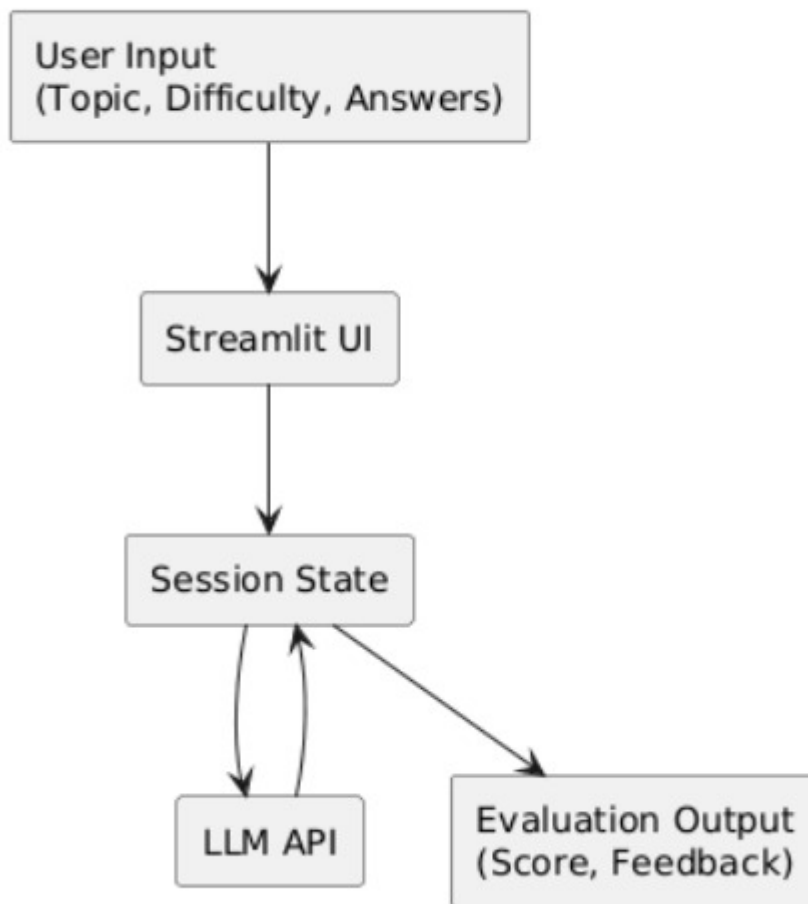 User Input
(Topic, Difficulty, Answers)
Streamlit UI
Session State
LLM API
Evaluation Output
(Score, Feedback)